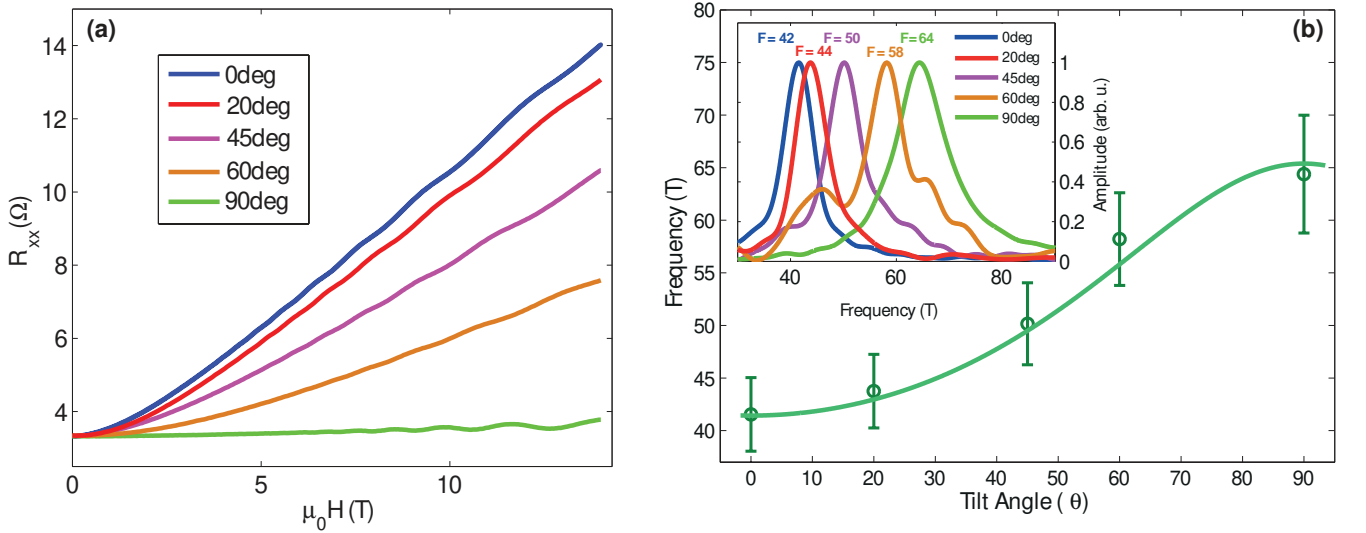 (a)
14
12
10
8
6
4
R_xx (Ω)
0deg
20deg
45deg
60deg
90deg
0
5
10
μ_0H (T)
(b)
80
75
70
65
60
55
50
45
40
Frequency (T)
F = 42
F = 50
F = 64
F = 44
F = 58
0deg
20deg
45deg
60deg
90deg
1
0.8
0.6
0.4
0.2
0
Amplitude (arb. u.)
40
60
80
Frequency (T)
0
10
20
30
40
50
60
70
80
90
Tilt Angle ( θ)